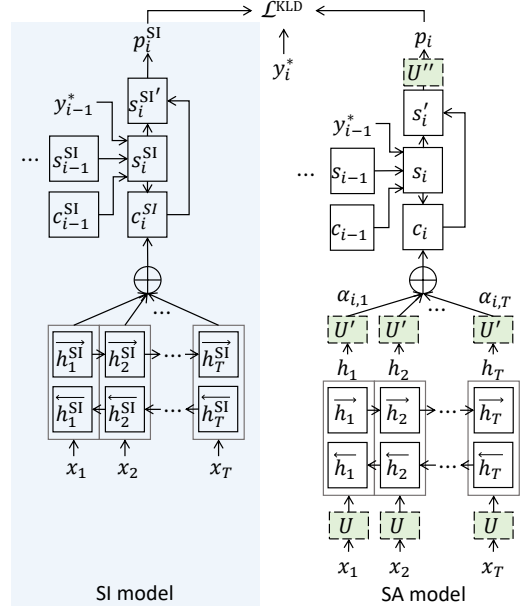 ℒ^KLD
p_i^SI
p_i
y_i^*
U''
s_i^SI'
s_i'
y_{i-1}^*
y_{i-1}^*
... s_{i-1}^SI s_i^SI
... s_{i-1} s_i
c_{i-1}^SI c_i^SI
c_{i-1} c_i
...
α_{i,1} ... α_{i,T}
U' U' U'
h_1 h_2 h_T
→h_1^SI →h_2^SI ... →h_T^SI
←h_1^SI ←h_2^SI ... ←h_T^SI
→h_1 →h_2 ... →h_T
←h_1 ←h_2 ... ←h_T
x_1 x_2 x_T
U U U
x_1 x_2 x_T
SI model
SA model